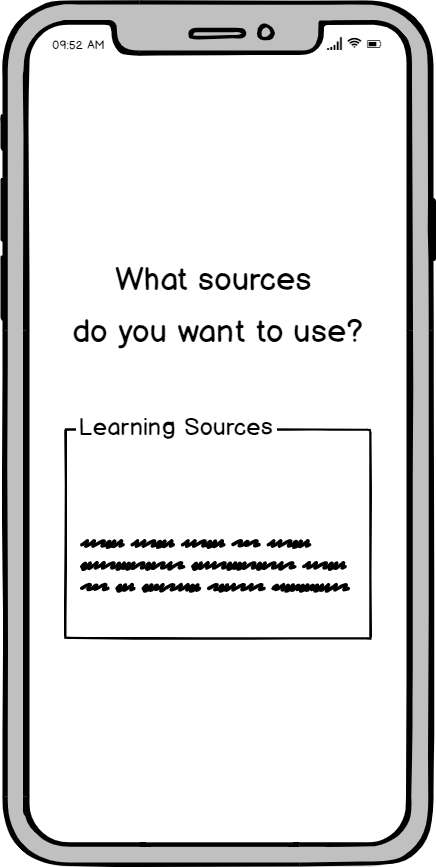 09:52 AM
What sources
do you want to use?
Learning Sources